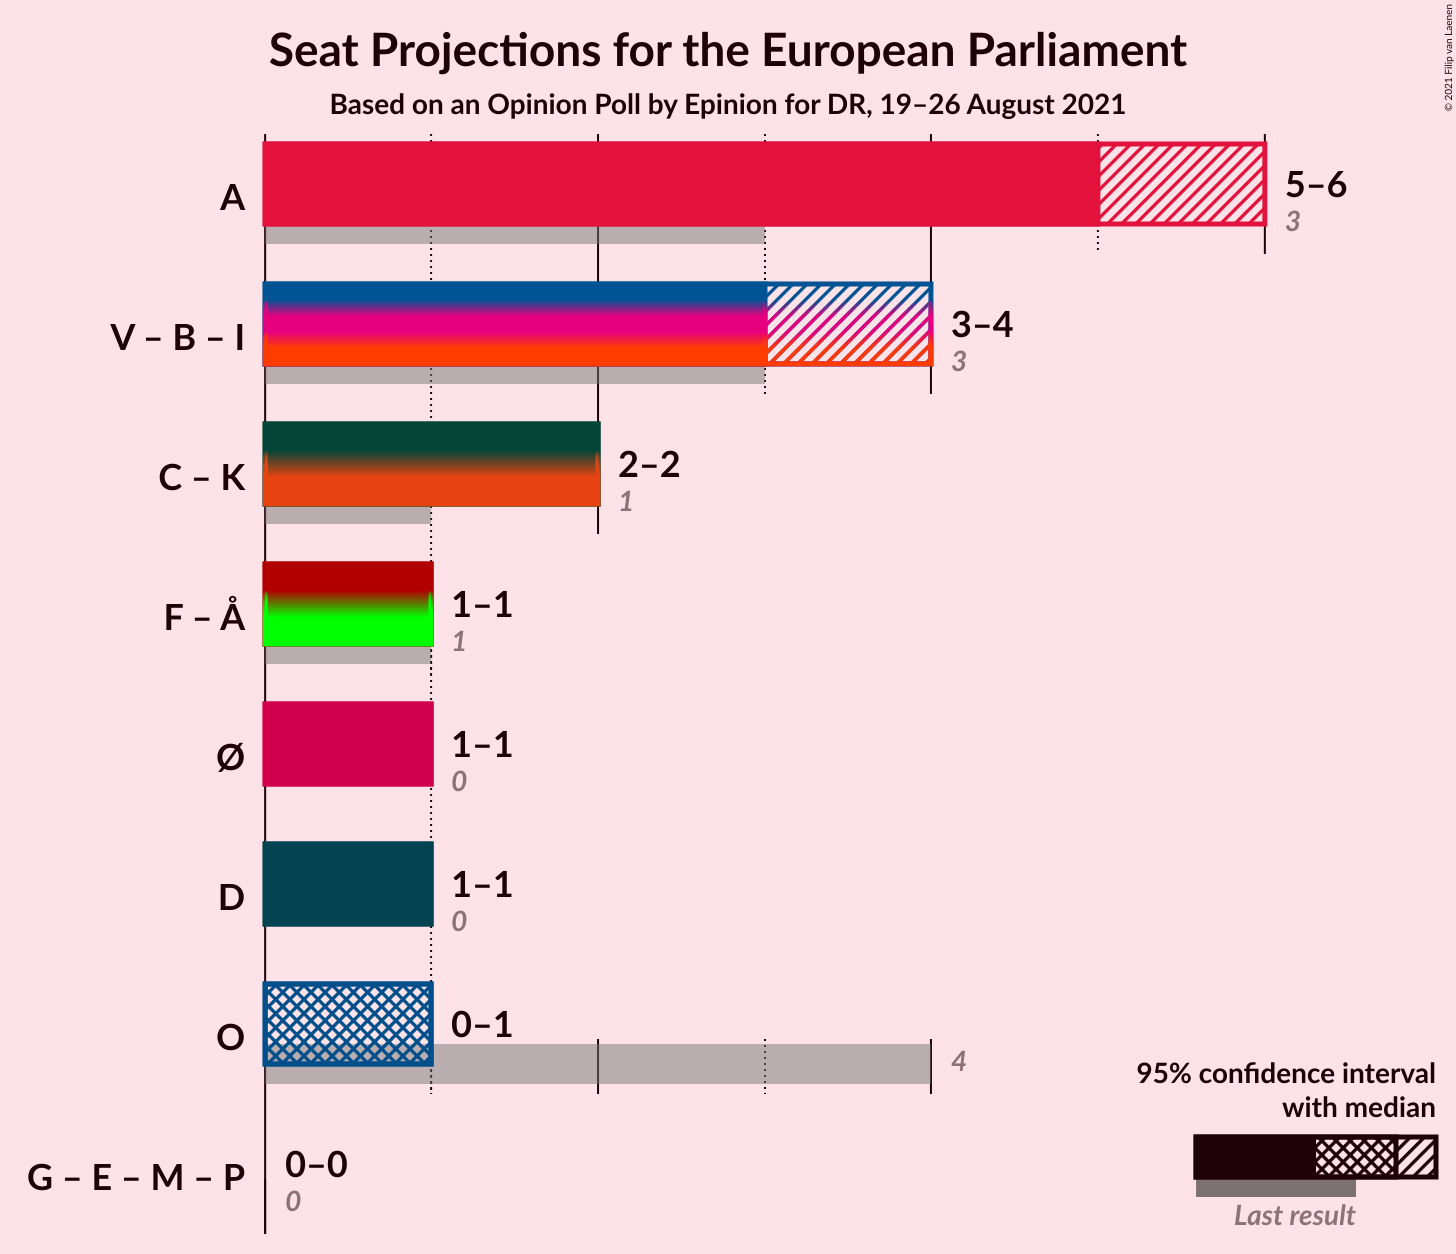 Seat Projections for the European Parliament
Based on an Opinion Poll by Epinion for DR, 19–26 August 2021
© 2021 Filip van Laenen
A
5–6
3
V – B – I
3–4
3
C – K
2–2
1
F – Å
1–1
1
Ø
1–1
0
D
1–1
0
O
0–1
4
G – E – M – P
0–0
0
95% confidence interval
with median
Last result